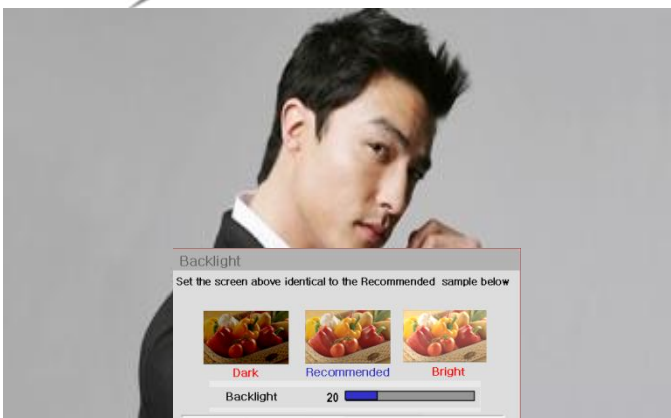 Backlight
Set the screen above identical to the Recommended sample below
Dark Recommended Bright
Backlight 20